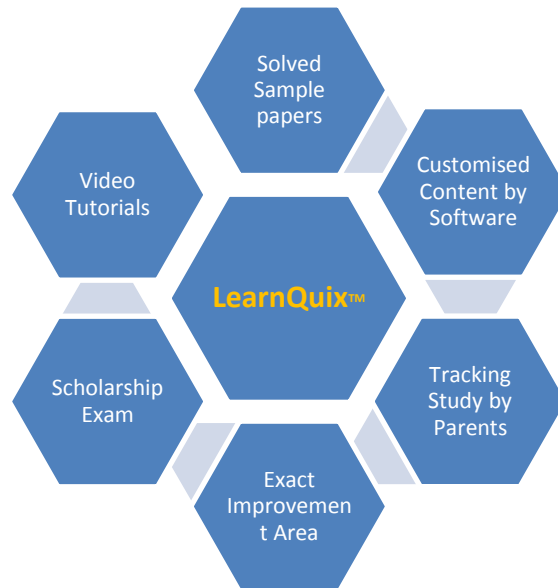 Solved
Sample
papers
Customised
Content by
Software
Tracking
Study by
Parents
Exact
Improvemen
t Area
Scholarship
Exam
Video
Tutorials
LearnQuix™